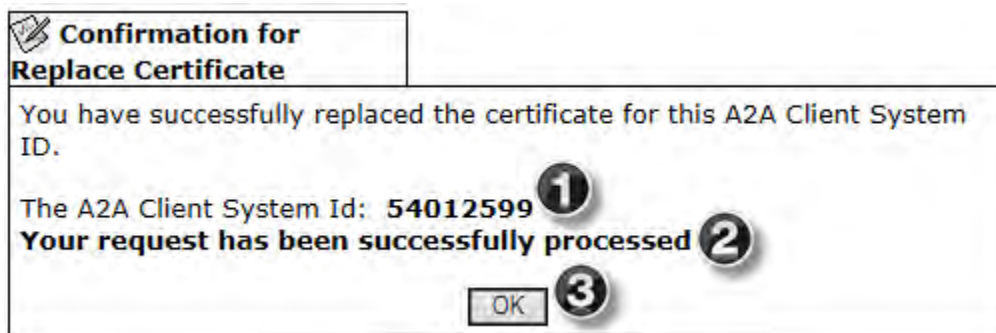 Confirmation for
Replace Certificate
You have successfully replaced the certificate for this A2A Client System
ID.
The A2A Client System Id: 54012599 1
Your request has been successfully processed 2
OK 3